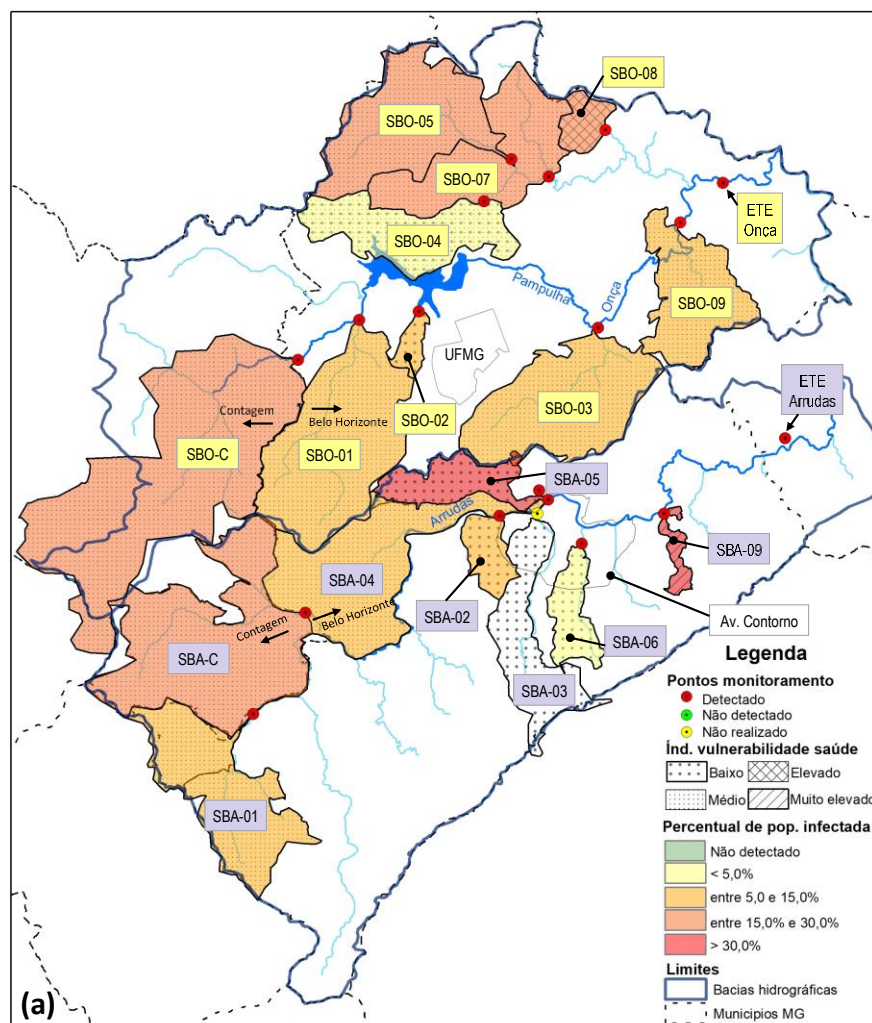 SBO-08
SBO-05
SBO-07
ETE
Onça
SBO-04
Pampulha
Onça
SBO-09
UFMG
ETE
Arrudas
Contagem
Belo Horizonte
SBO-02
SBO-03
SBO-C
SBO-01
SBA-05
Arrudas
SBA-09
SBA-04
SBA-02
Belo Horizonte
Contagem
Av. Contorno
SBA-06
SBA-C
SBA-03
SBA-01
Legenda
Pontos monitoramento
Detectado
Não detectado
Não realizado
Índ. vulnerabilidade saúde
Baixo
Elevado
Médio
Muito elevado
Percentual de pop. infectada
Não detectado
< 5,0%
entre 5,0 e 15,0%
entre 15,0% e 30,0%
> 30,0%
Limites
Bacias hidrográficas
Municipios MG
(a)